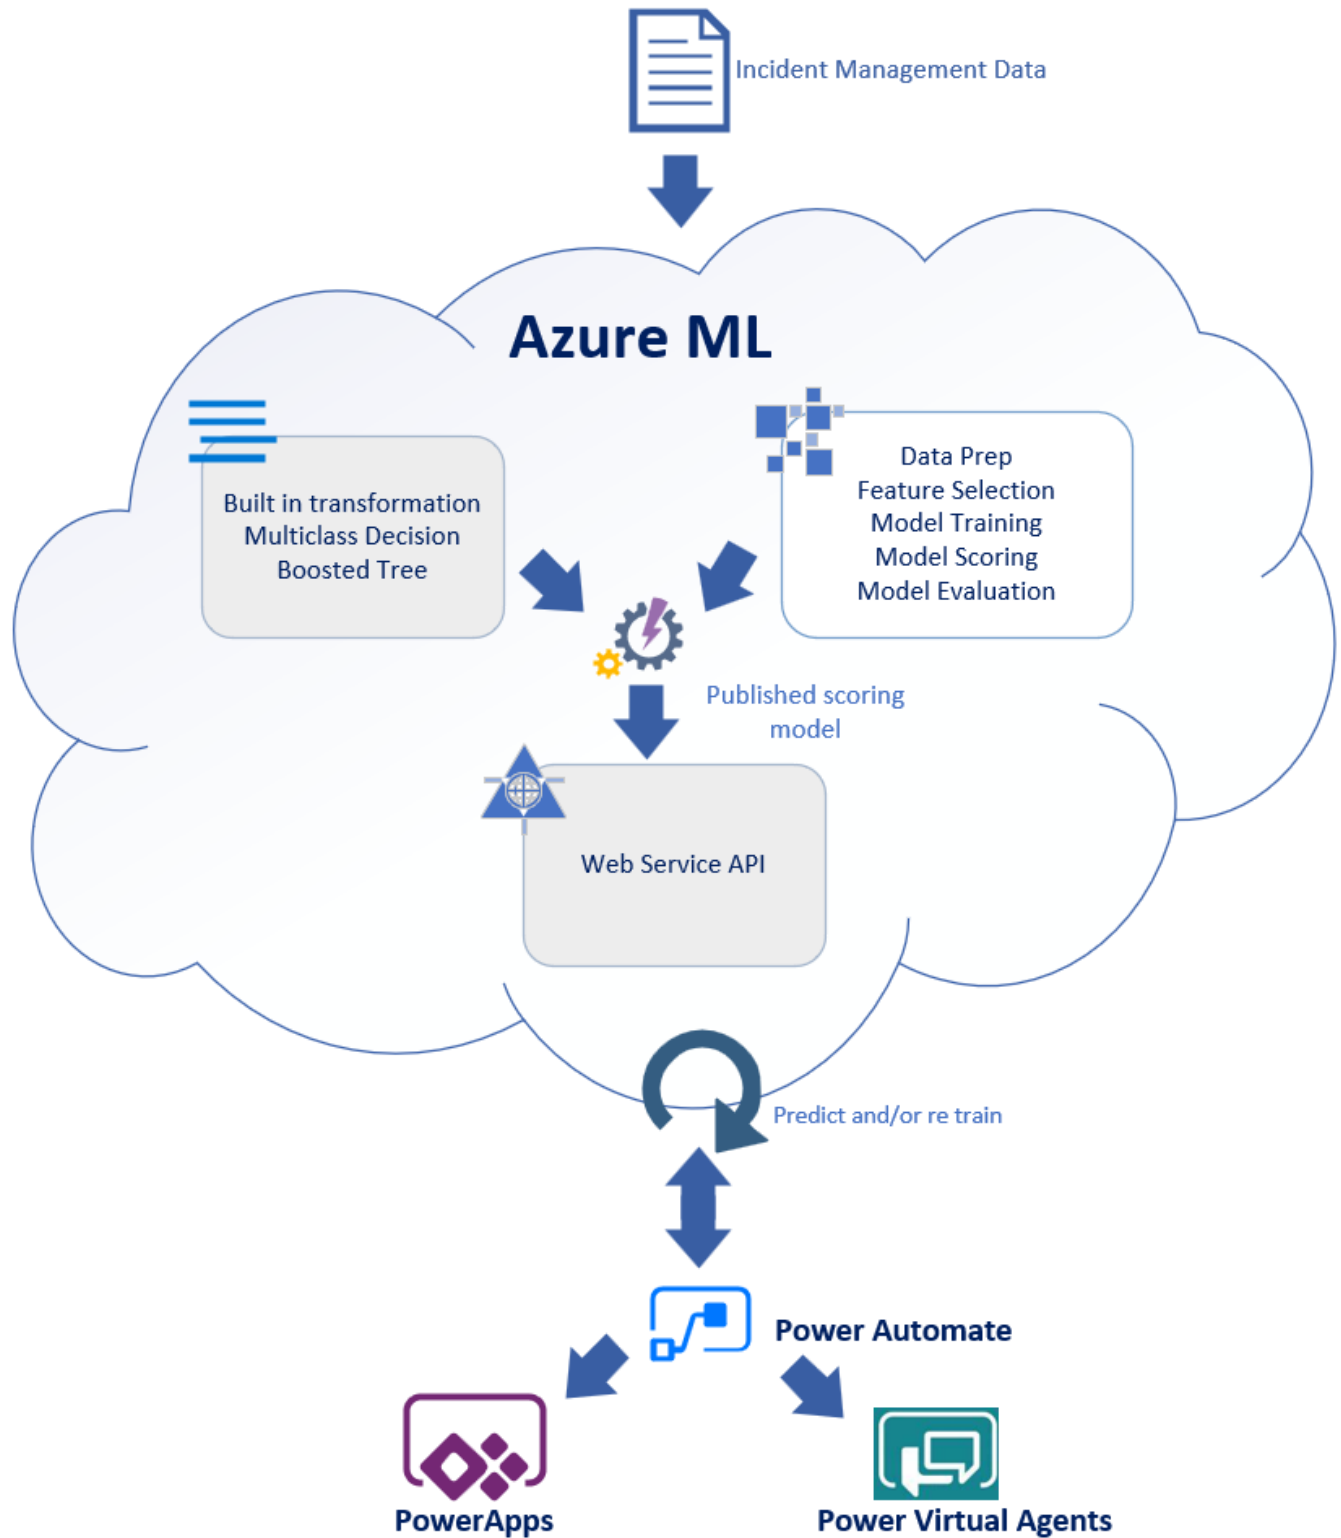 Incident Management Data
Azure ML
Built in transformation
Multiclass Decision
Boosted Tree
Data Prep
Feature Selection
Model Training
Model Scoring
Model Evaluation
Published scoring
model
Web Service API
Predict and/or re train
Power Automate
PowerApps
Power Virtual Agents